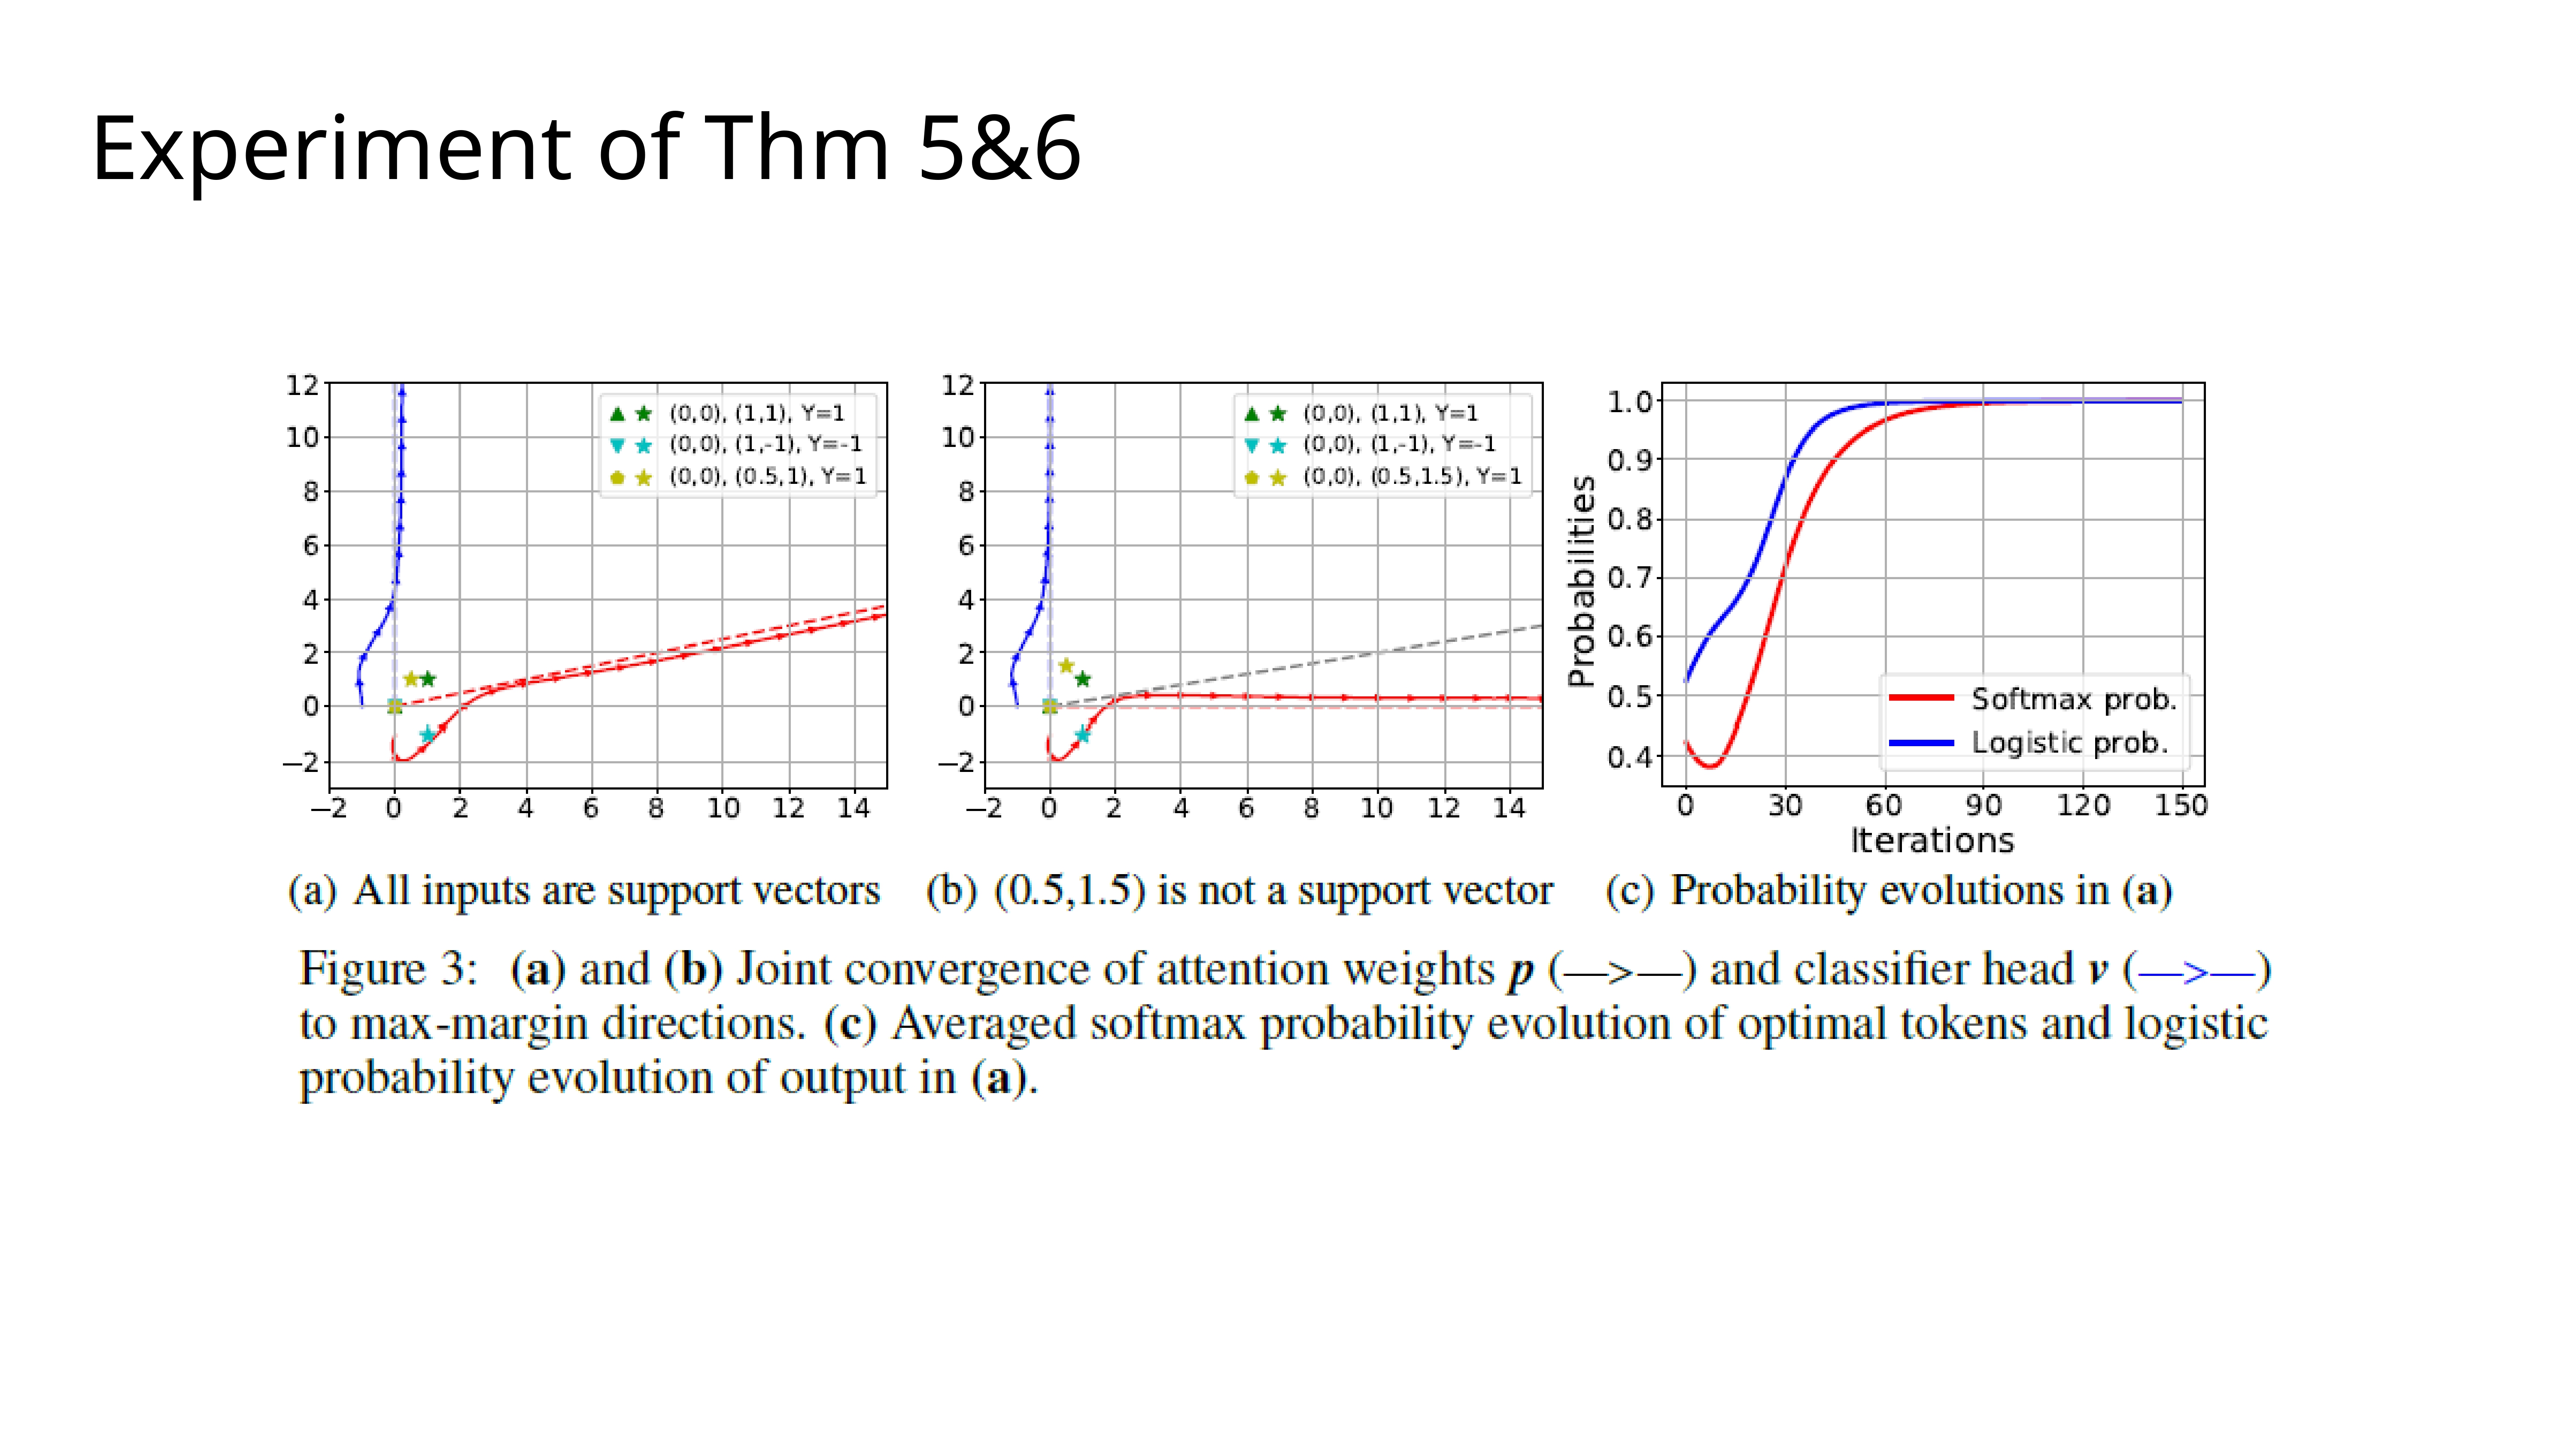 Experiment of Thm 5&6
12
10
8
6
4
2
0
−2
−2 0 2 4 6 8 10 12 14
(0,0), (1,1), Y=1
(0,0), (1,-1), Y=-1
(0,0), (0.5,1), Y=1
(a) All inputs are support vectors
12
10
8
6
4
2
0
−2
−2 0 2 4 6 8 10 12 14
(0,0), (1,1), Y=1
(0,0), (1,-1), Y=-1
(0,0), (0.5,1.5), Y=1
(b) (0.5,1.5) is not a support vector
Probabilities
1.0
0.9
0.8
0.7
0.6
0.5
0.4
Softmax prob.
Logistic prob.
0 30 60 90 120 150
Iterations
(c) Probability evolutions in (a)
Figure 3: (a) and (b) Joint convergence of attention weights p (—>—) and classifier head v (—>—)
to max-margin directions. (c) Averaged softmax probability evolution of optimal tokens and logistic
probability evolution of output in (a).